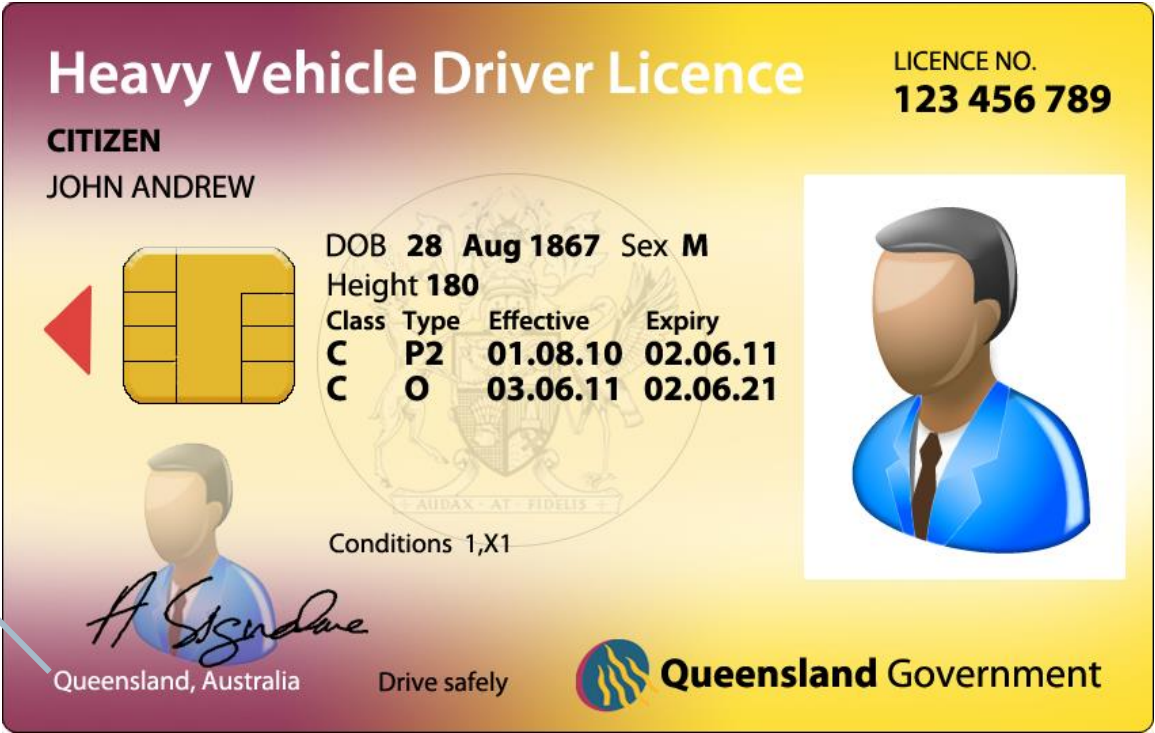 Heavy Vehicle Driver Licence
LICENCE NO.
123 456 789
CITIZEN
JOHN ANDREW
DOB 28 Aug 1867 Sex M
Height 180
Class Type Effective Expiry
C P2 01.08.10 02.06.11
C O 03.06.11 02.06.21
AUDAX · AT · FIDELIS
Conditions 1,X1
A Signature
Queensland, Australia
Drive safely
Queensland Government